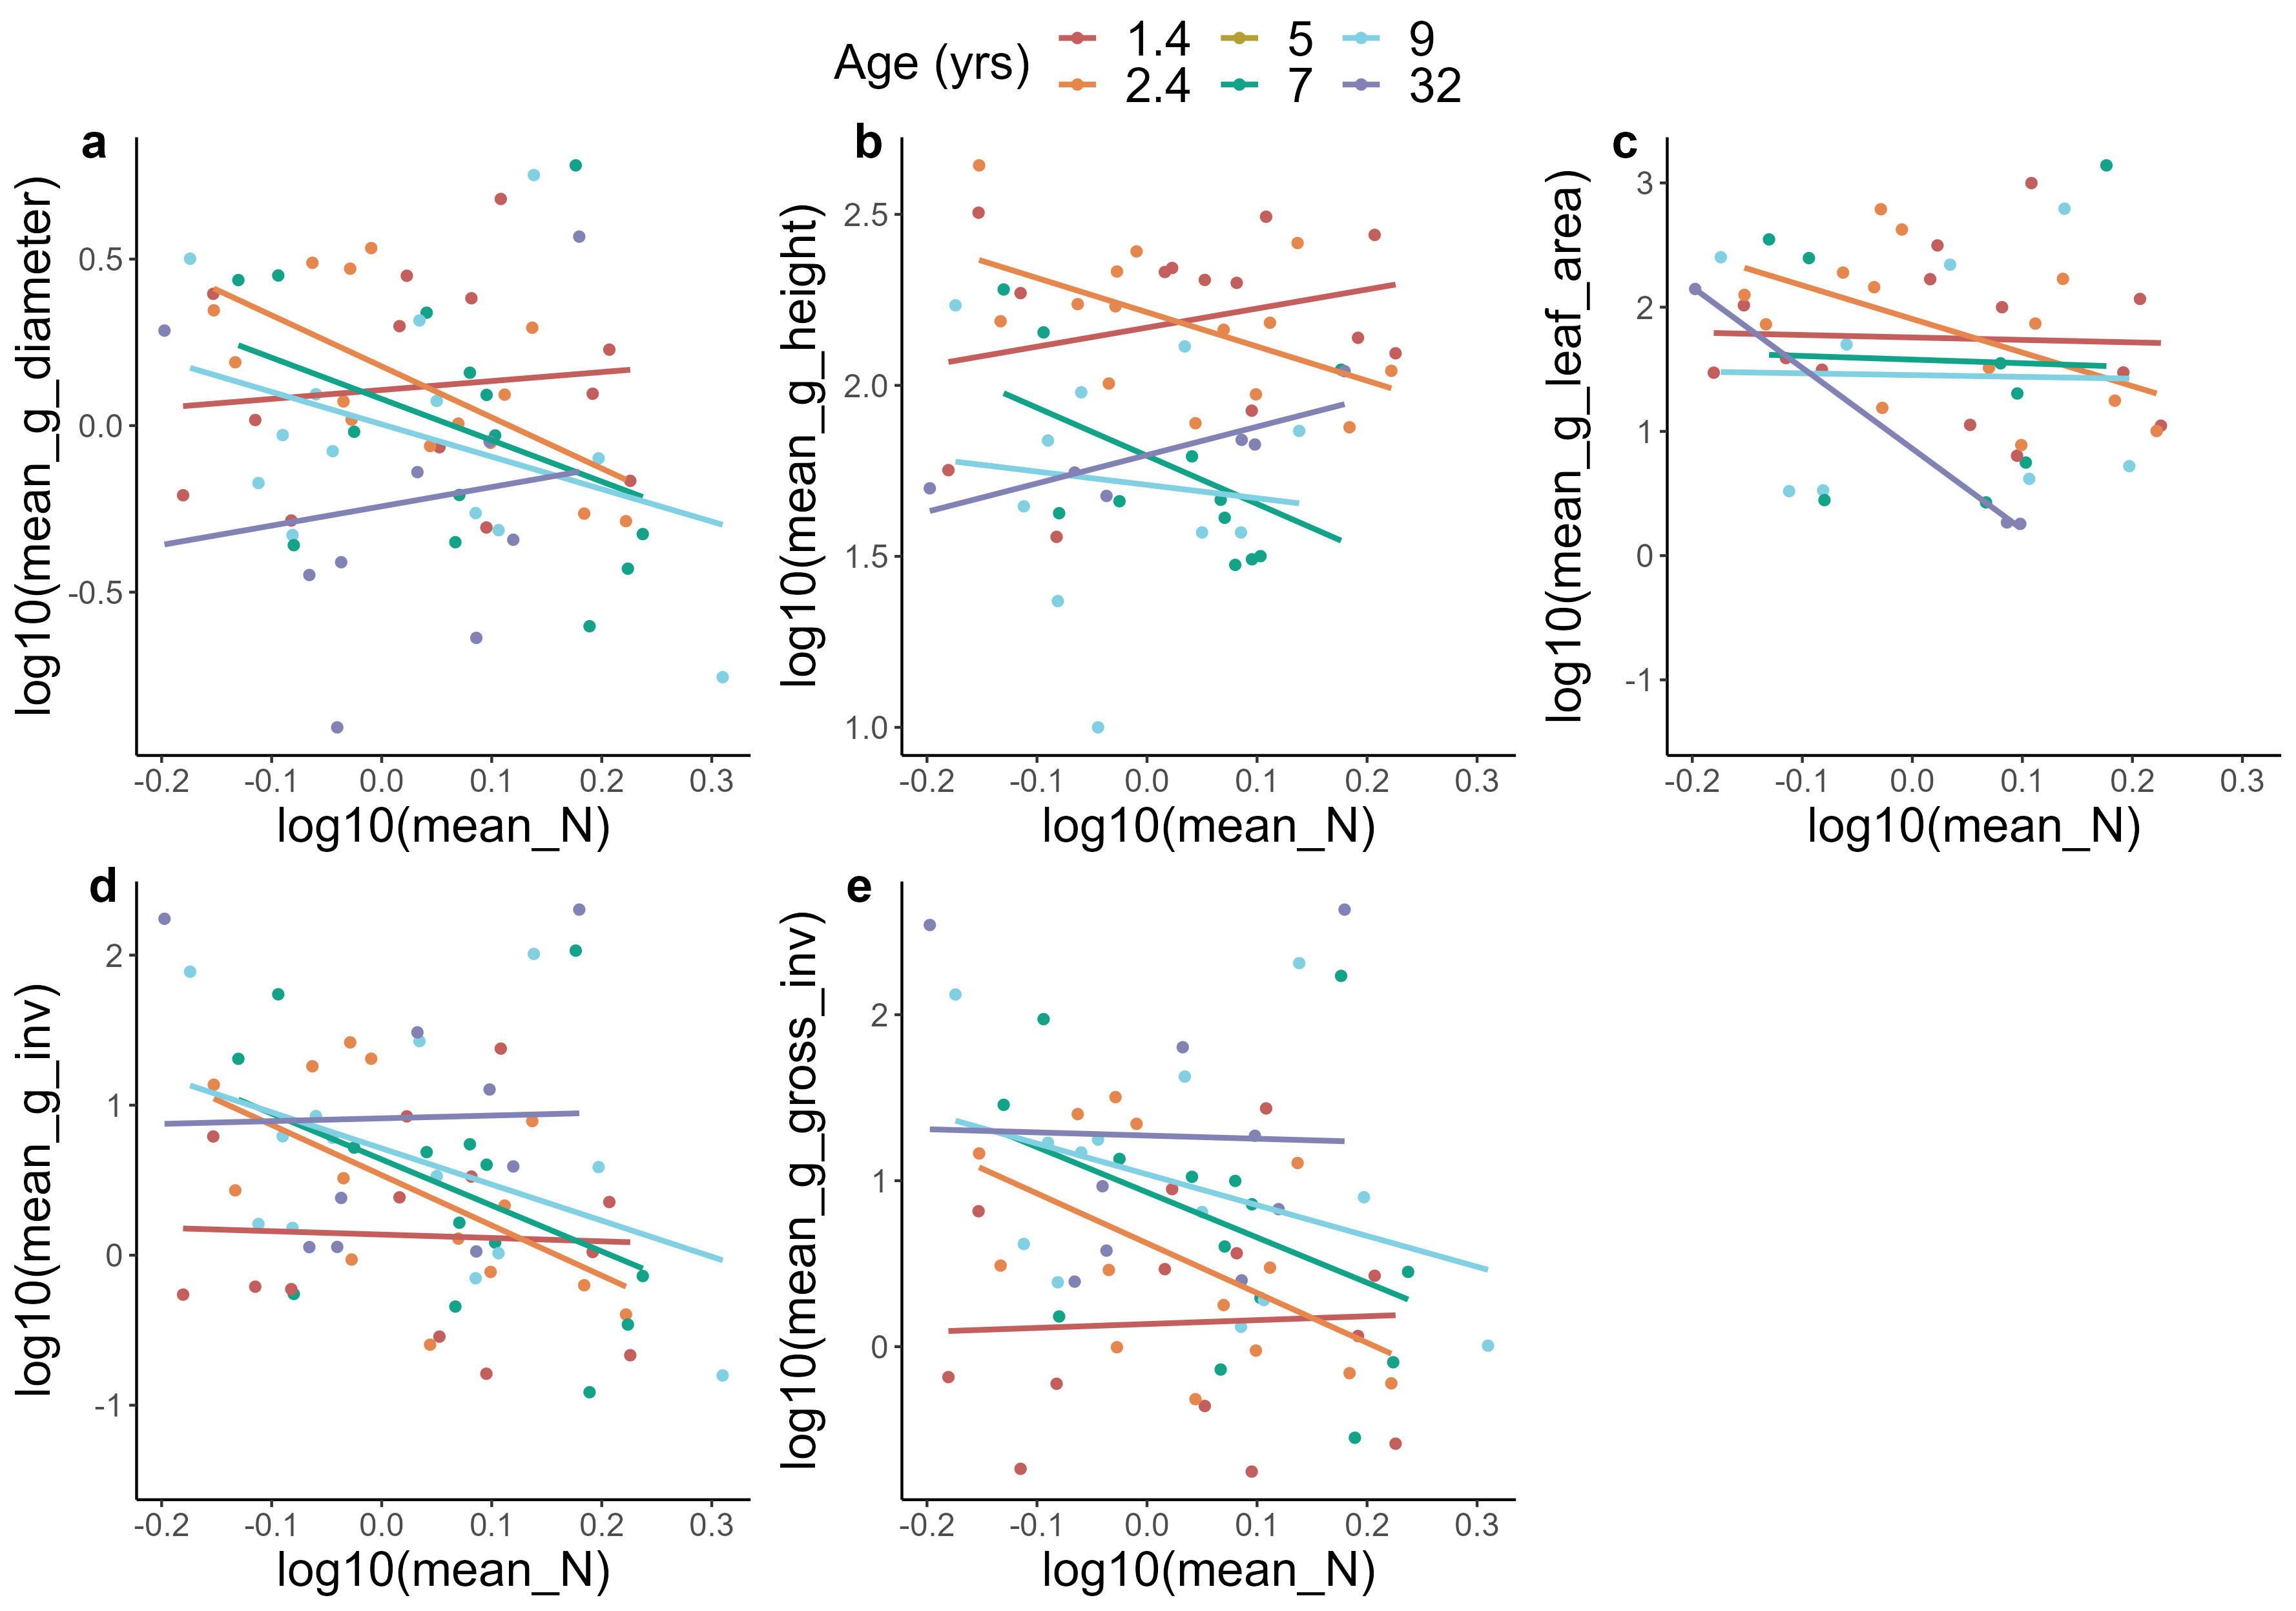 Age (yrs) 1.4 5 9
2.4 7 32
a
log10(mean_g_diameter)
0.5
0.0
-0.5
-0.2 -0.1 0.0 0.1 0.2 0.3
log10(mean_N)
b
log10(mean_g_height)
2.5
2.0
1.5
1.0
-0.2 -0.1 0.0 0.1 0.2 0.3
log10(mean_N)
c
log10(mean_g_leaf_area)
3
2
1
0
-1
-0.2 -0.1 0.0 0.1 0.2 0.3
log10(mean_N)
d
log10(mean_g_inv)
2
1
0
-1
-0.2 -0.1 0.0 0.1 0.2 0.3
log10(mean_N)
e
log10(mean_g_gross_inv)
2
1
0
-0.2 -0.1 0.0 0.1 0.2 0.3
log10(mean_N)